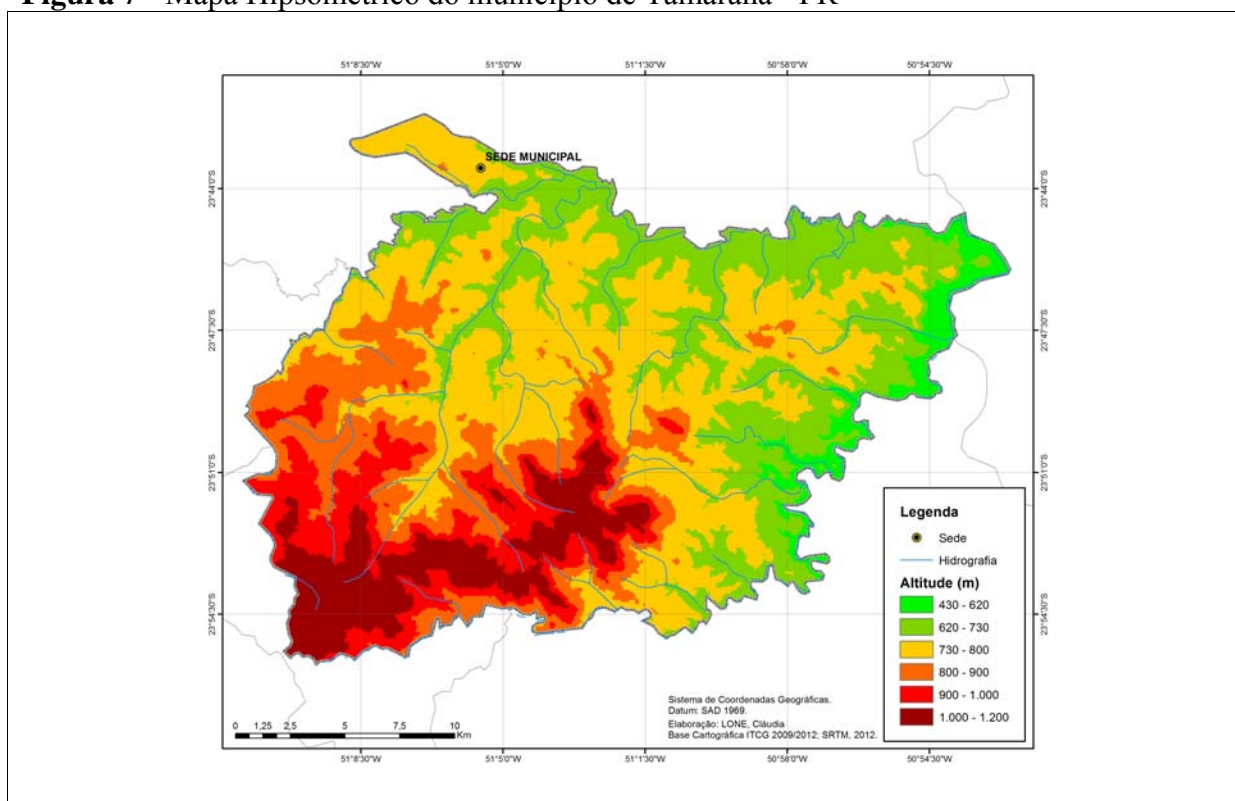 Figura 7 - Mapa Hipsométrico do município de Tamarana - PR
51°8'30"W 51°5'0"W 51°1'30"W 50°58'0"W 50°54'30"W
SEDE MUNICIPAL
23°44'0"S 23°44'0"S
23°47'30"S 23°47'30"S
23°51'0"S 23°51'0"S
23°54'30"S 23°54'30"S
Legenda
Sede
Hidrografia
Altitude (m)
430 - 620
620 - 730
730 - 800
800 - 900
900 - 1.000
1.000 - 1.200
Sistema de Coordenadas Geográficas.
Datum: SAD 1969.
Elaboração: LONE, Cláudia
Base Cartográfica ITCG 2009/2012; SRTM, 2012.
0 1,25 2,5 5 7,5 10
Km
51°8'30"W 51°5'0"W 51°1'30"W 50°58'0"W 50°54'30"W